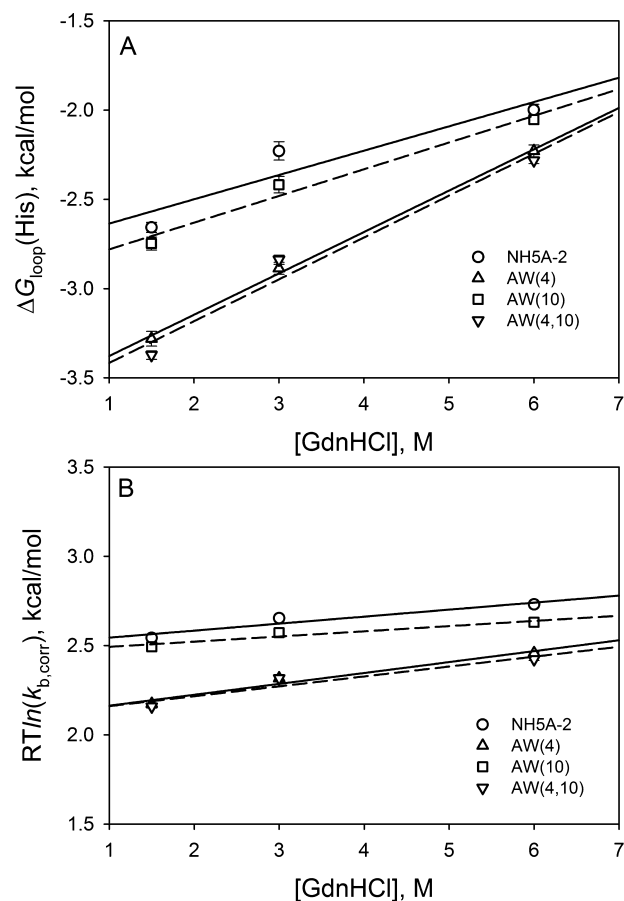 A
-1.5
-2.0
-2.5
-3.0
-3.5
ΔGloop(His), kcal/mol
NH5A-2
AW(4)
AW(10)
AW(4,10)
1 2 3 4 5 6 7
[GdnHCl], M
B
3.5
3.0
2.5
2.0
1.5
RTln(kb,corr), kcal/mol
NH5A-2
AW(4)
AW(10)
AW(4,10)
1 2 3 4 5 6 7
[GdnHCl], M